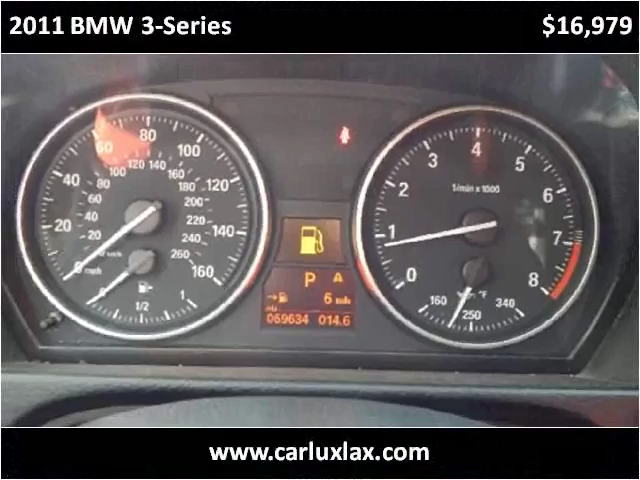 2011 BMW 3-Series $16,979
0 20 40 60 80 100 120 140 160
20 40 60 80 100 120 140 160 180 200 220 240 260
mph
0 1/2 1
0 1 2 3 4 5 6 7 8
1/min x 1000
160 °F 250 340
P A
6 mls
069634 014.6
www.carluxlax.com